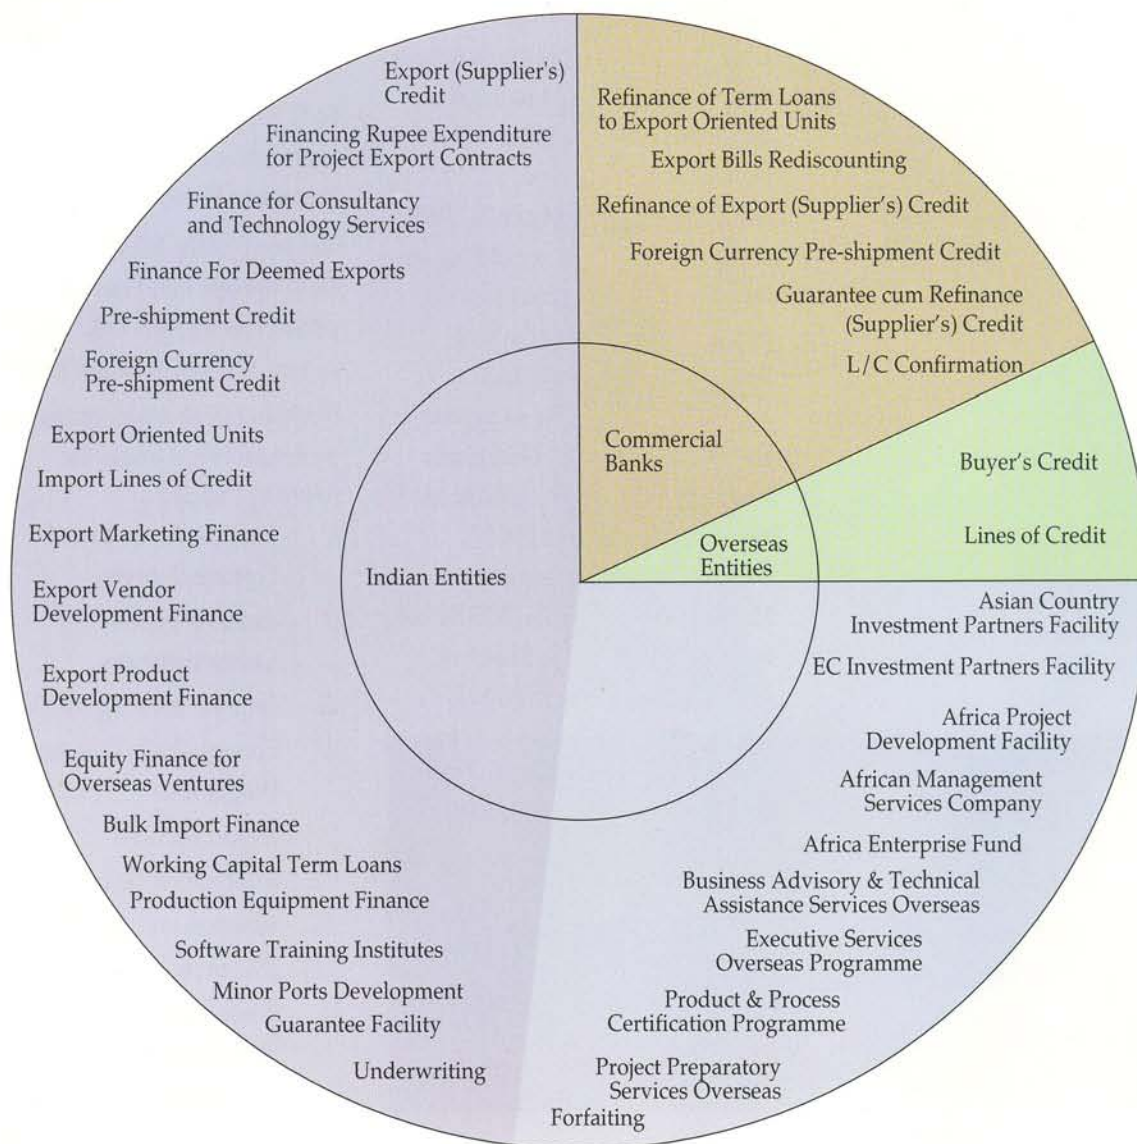 Export (Supplier's)
Credit
Financing Rupee Expenditure
for Project Export Contracts
Finance for Consultancy
and Technology Services
Finance For Deemed Exports
Pre-shipment Credit
Foreign Currency
Pre-shipment Credit
Export Oriented Units
Import Lines of Credit
Export Marketing Finance
Export Vendor
Development Finance
Export Product
Development Finance
Equity Finance for
Overseas Ventures
Bulk Import Finance
Working Capital Term Loans
Production Equipment Finance
Software Training Institutes
Minor Ports Development
Guarantee Facility
Underwriting
Indian Entities
Refinance of Term Loans
to Export Oriented Units
Export Bills Rediscounting
Refinance of Export (Supplier's) Credit
Foreign Currency Pre-shipment Credit
Guarantee cum Refinance
(Supplier's) Credit
L/C Confirmation
Commercial
Banks
Buyer's Credit
Lines of Credit
Overseas
Entities
Asian Country
Investment Partners Facility
EC Investment Partners Facility
Africa Project
Development Facility
African Management
Services Company
Africa Enterprise Fund
Business Advisory & Technical
Assistance Services Overseas
Executive Services
Overseas Programme
Product & Process
Certification Programme
Project Preparatory
Services Overseas
Forfaiting